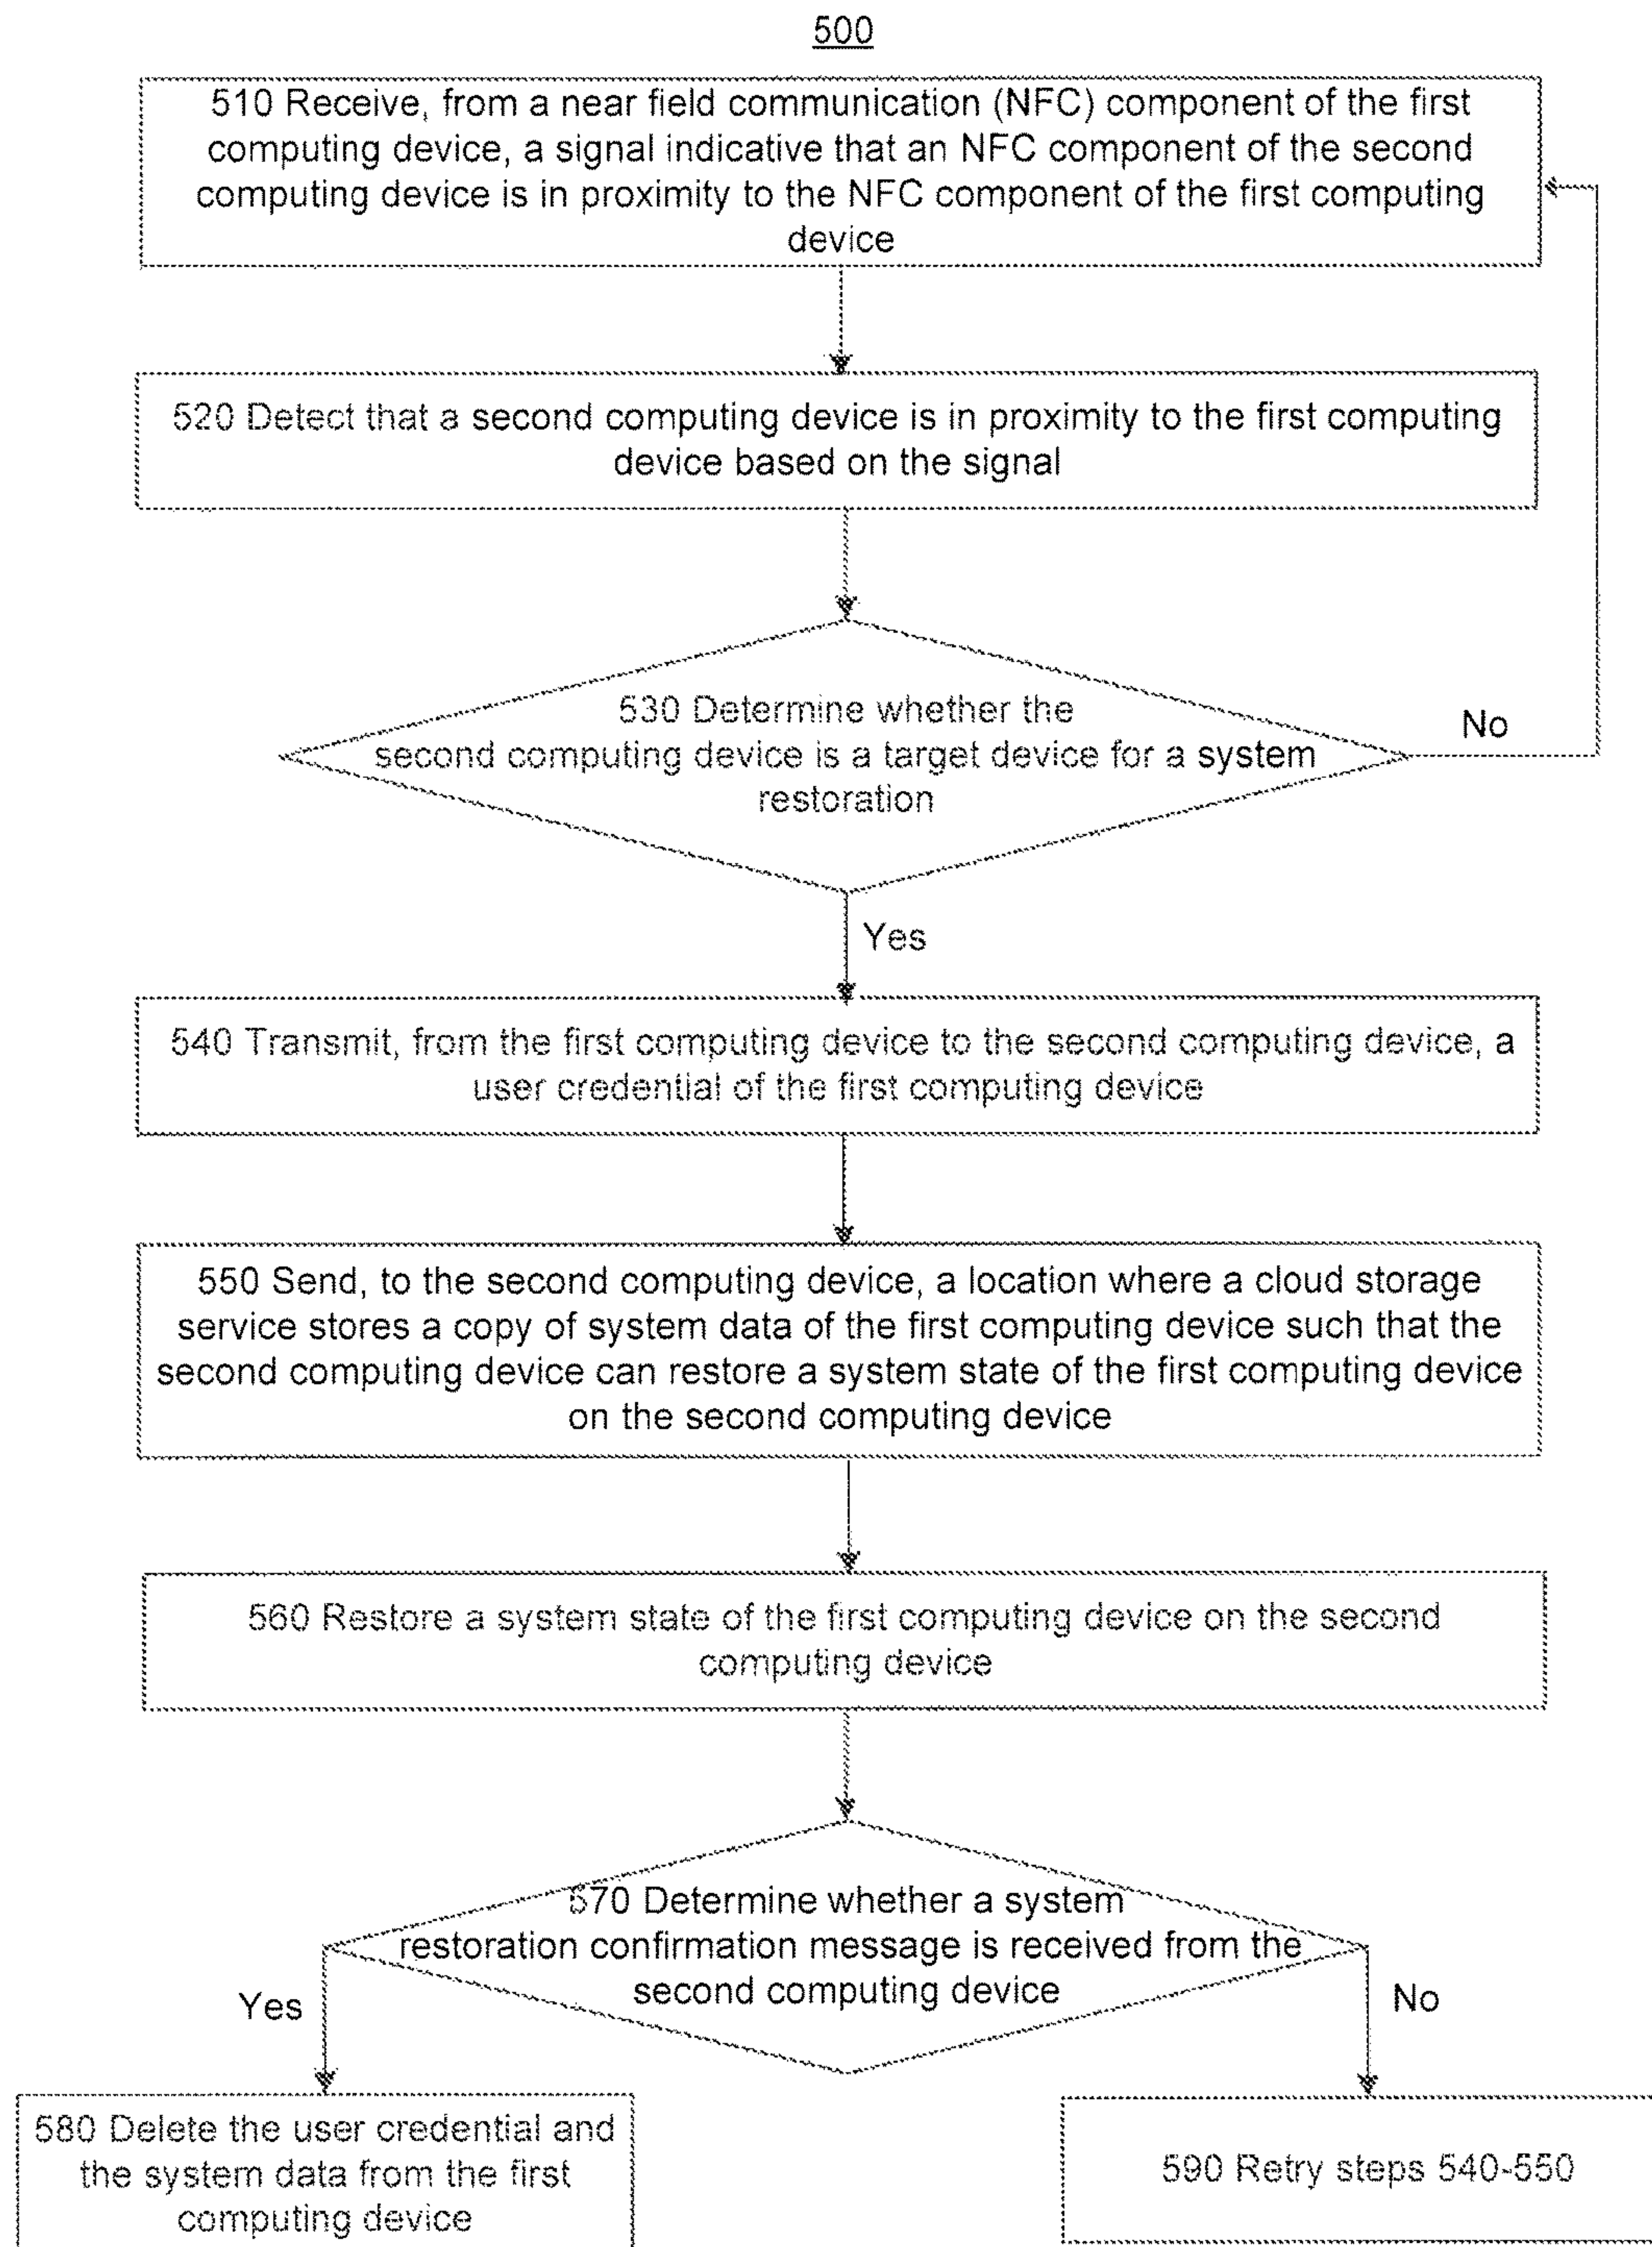 500
510 Receive, from a near field communication (NFC) component of the first
computing device, a signal indicative that an NFC component of the second
computing device is in proximity to the NFC component of the first computing
device
520 Detect that a second computing device is in proximity to the first computing
device based on the signal
530 Determine whether the
second computing device is a target device for a system
restoration
No
Yes
540 Transmit, from the first computing device to the second computing device, a
user credential of the first computing device
550 Send, to the second computing device, a location where a cloud storage
service stores a copy of system data of the first computing device such that the
second computing device can restore a system state of the first computing device
on the second computing device
560 Restore a system state of the first computing device on the second
computing device
570 Determine whether a system
restoration confirmation message is received from the
second computing device
Yes
No
580 Delete the user credential and
the system data from the first
computing device
590 Retry steps 540-550